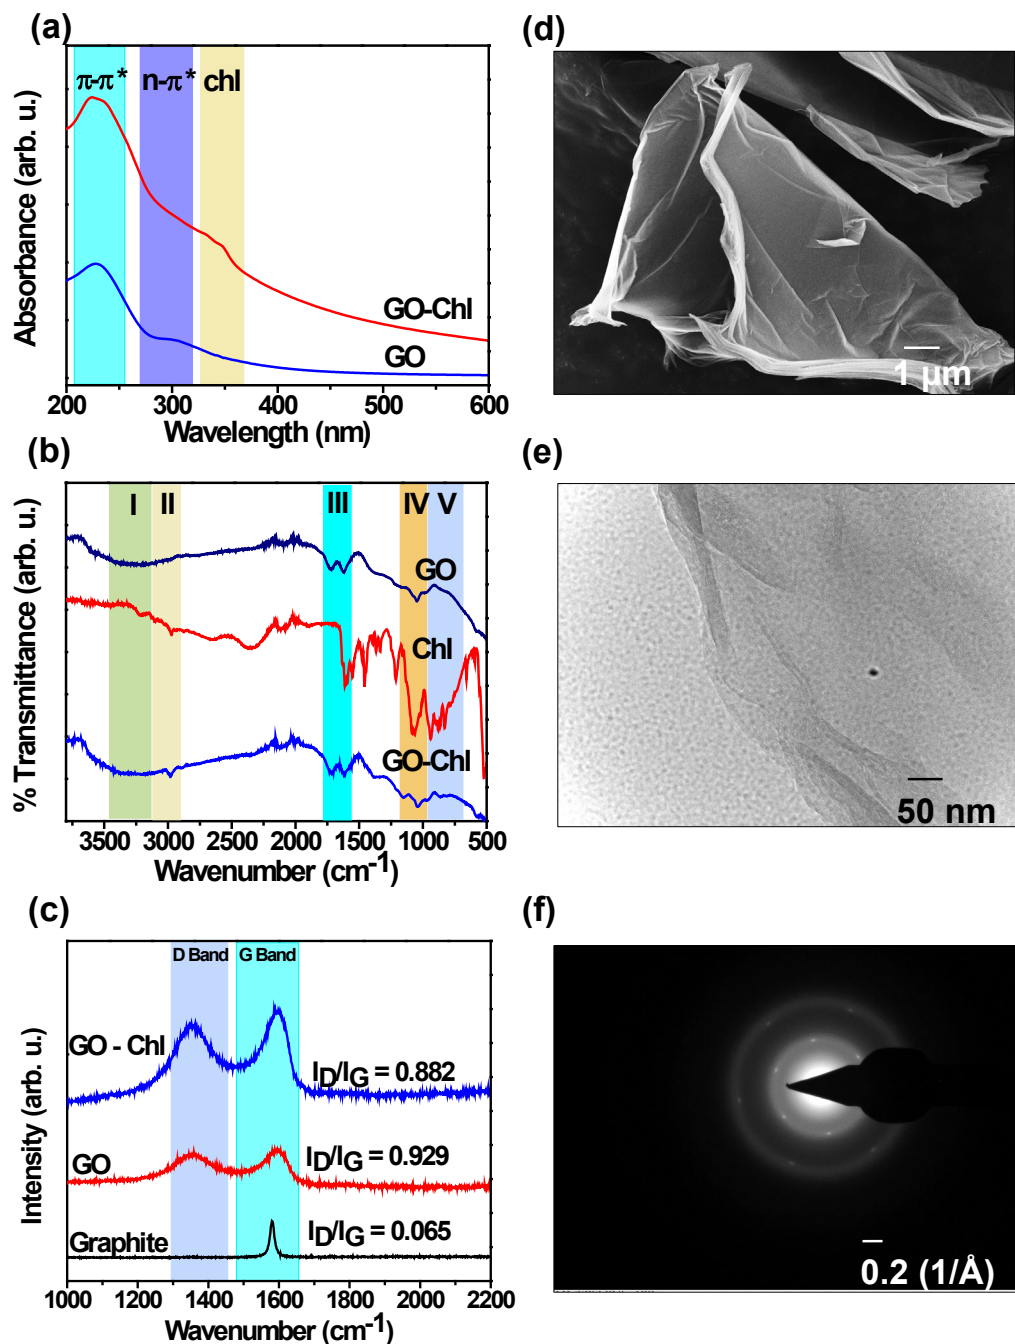 (a)
π-π* n-π* chl
GO-Chl
GO
Absorbance (arb. u.)
200 250 300 400 500 600
Wavelength (nm)
(b)
I II III IV V
GO
Chl
GO-Chl
% Transmittance (arb. u.)
3500 3000 2500 2000 1500 1000 500
Wavenumber (cm-1)
(c)
D Band G Band
GO - Chl
ID/IG = 0.882
GO
ID/IG = 0.929
Graphite
ID/IG = 0.065
Intensity (arb. u.)
1000 1200 1400 1600 1800 2000 2200
Wavenumber (cm-1)
(d)
1 µm
(e)
50 nm
(f)
0.2 (1/Å)